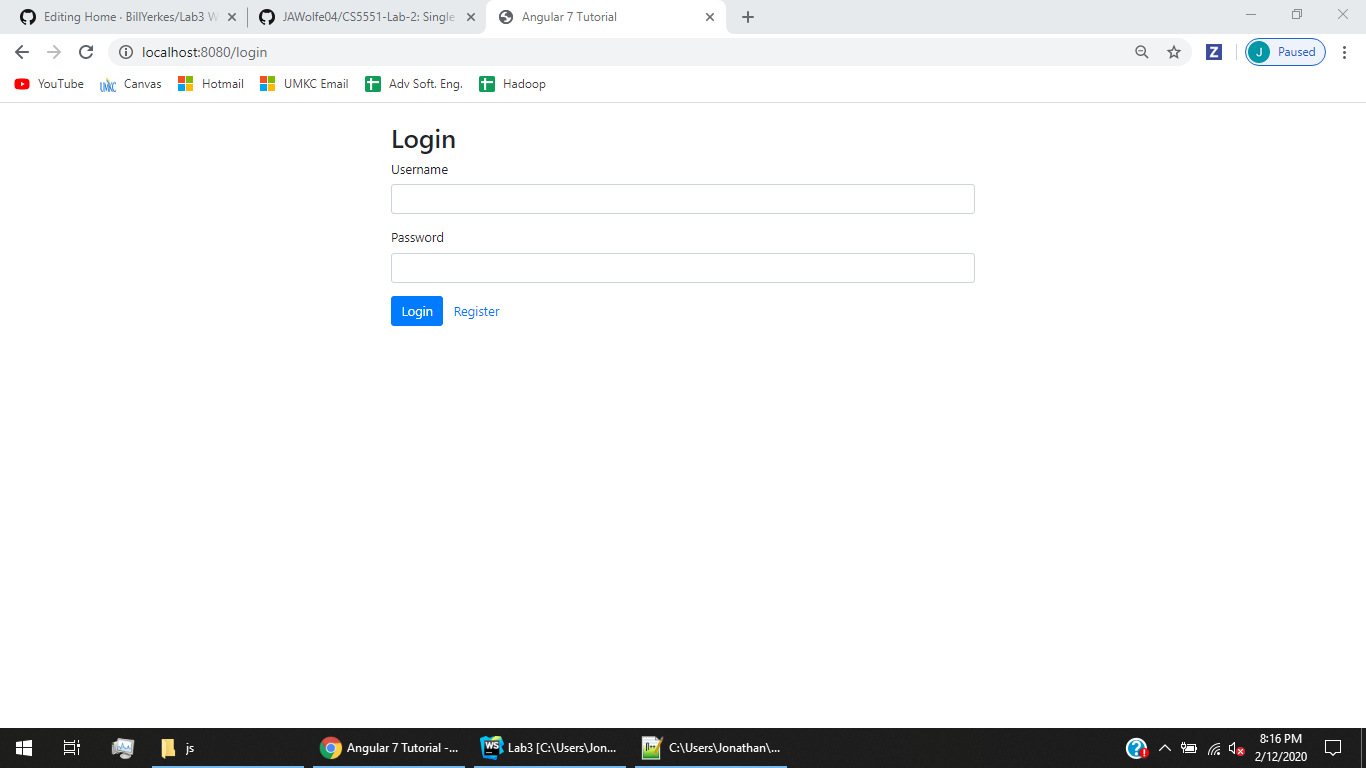 Editing Home · BillYerkes/Lab3 W
JAWolfe04/CS5551-Lab-2: Single
Angular 7 Tutorial
localhost:8080/login
Z
J
Paused
YouTube
UMKC
Canvas
Hotmail
UMKC Email
Adv Soft. Eng.
Hadoop
Login
Username
Password
Login
Register
js
Angular 7 Tutorial -...
WS
Lab3 [C:\Users\Jon...
C:\Users\Jonathan\...
8:16 PM
2/12/2020